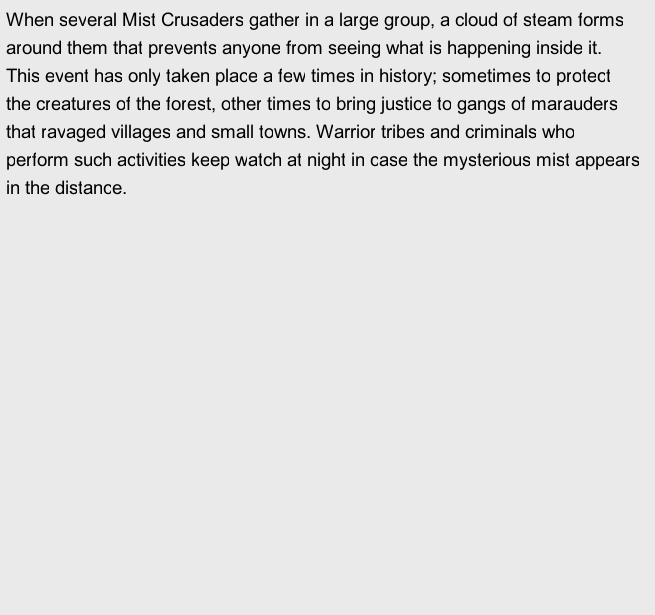 When several Mist Crusaders gather in a large group, a cloud of steam forms
around them that prevents anyone from seeing what is happening inside it.
This event has only taken place a few times in history; sometimes to protect
the creatures of the forest, other times to bring justice to gangs of marauders
that ravaged villages and small towns. Warrior tribes and criminals who
perform such activities keep watch at night in case the mysterious mist appears
in the distance.